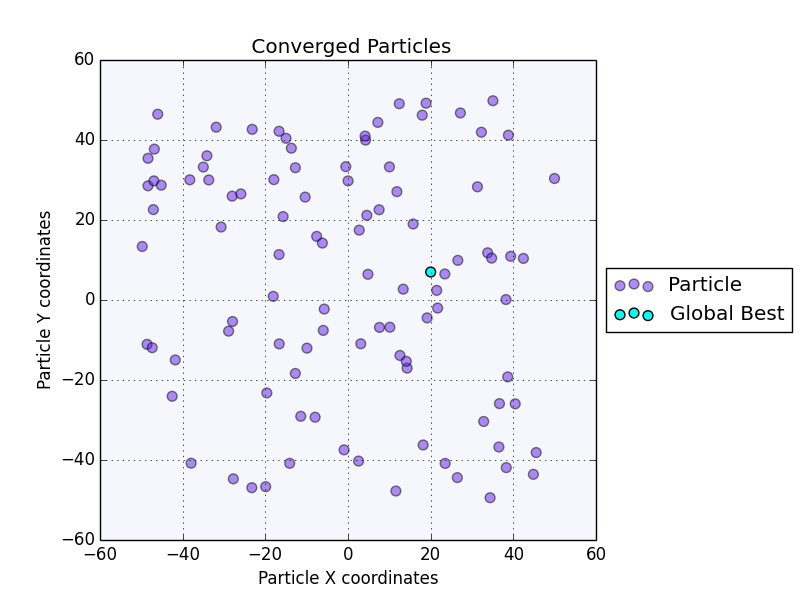 Converged Particles
60
40
20
0
−20
−40
−60
−60
−40
−20
0
20
40
60
Particle Y coordinates
Particle X coordinates
Particle
Global Best